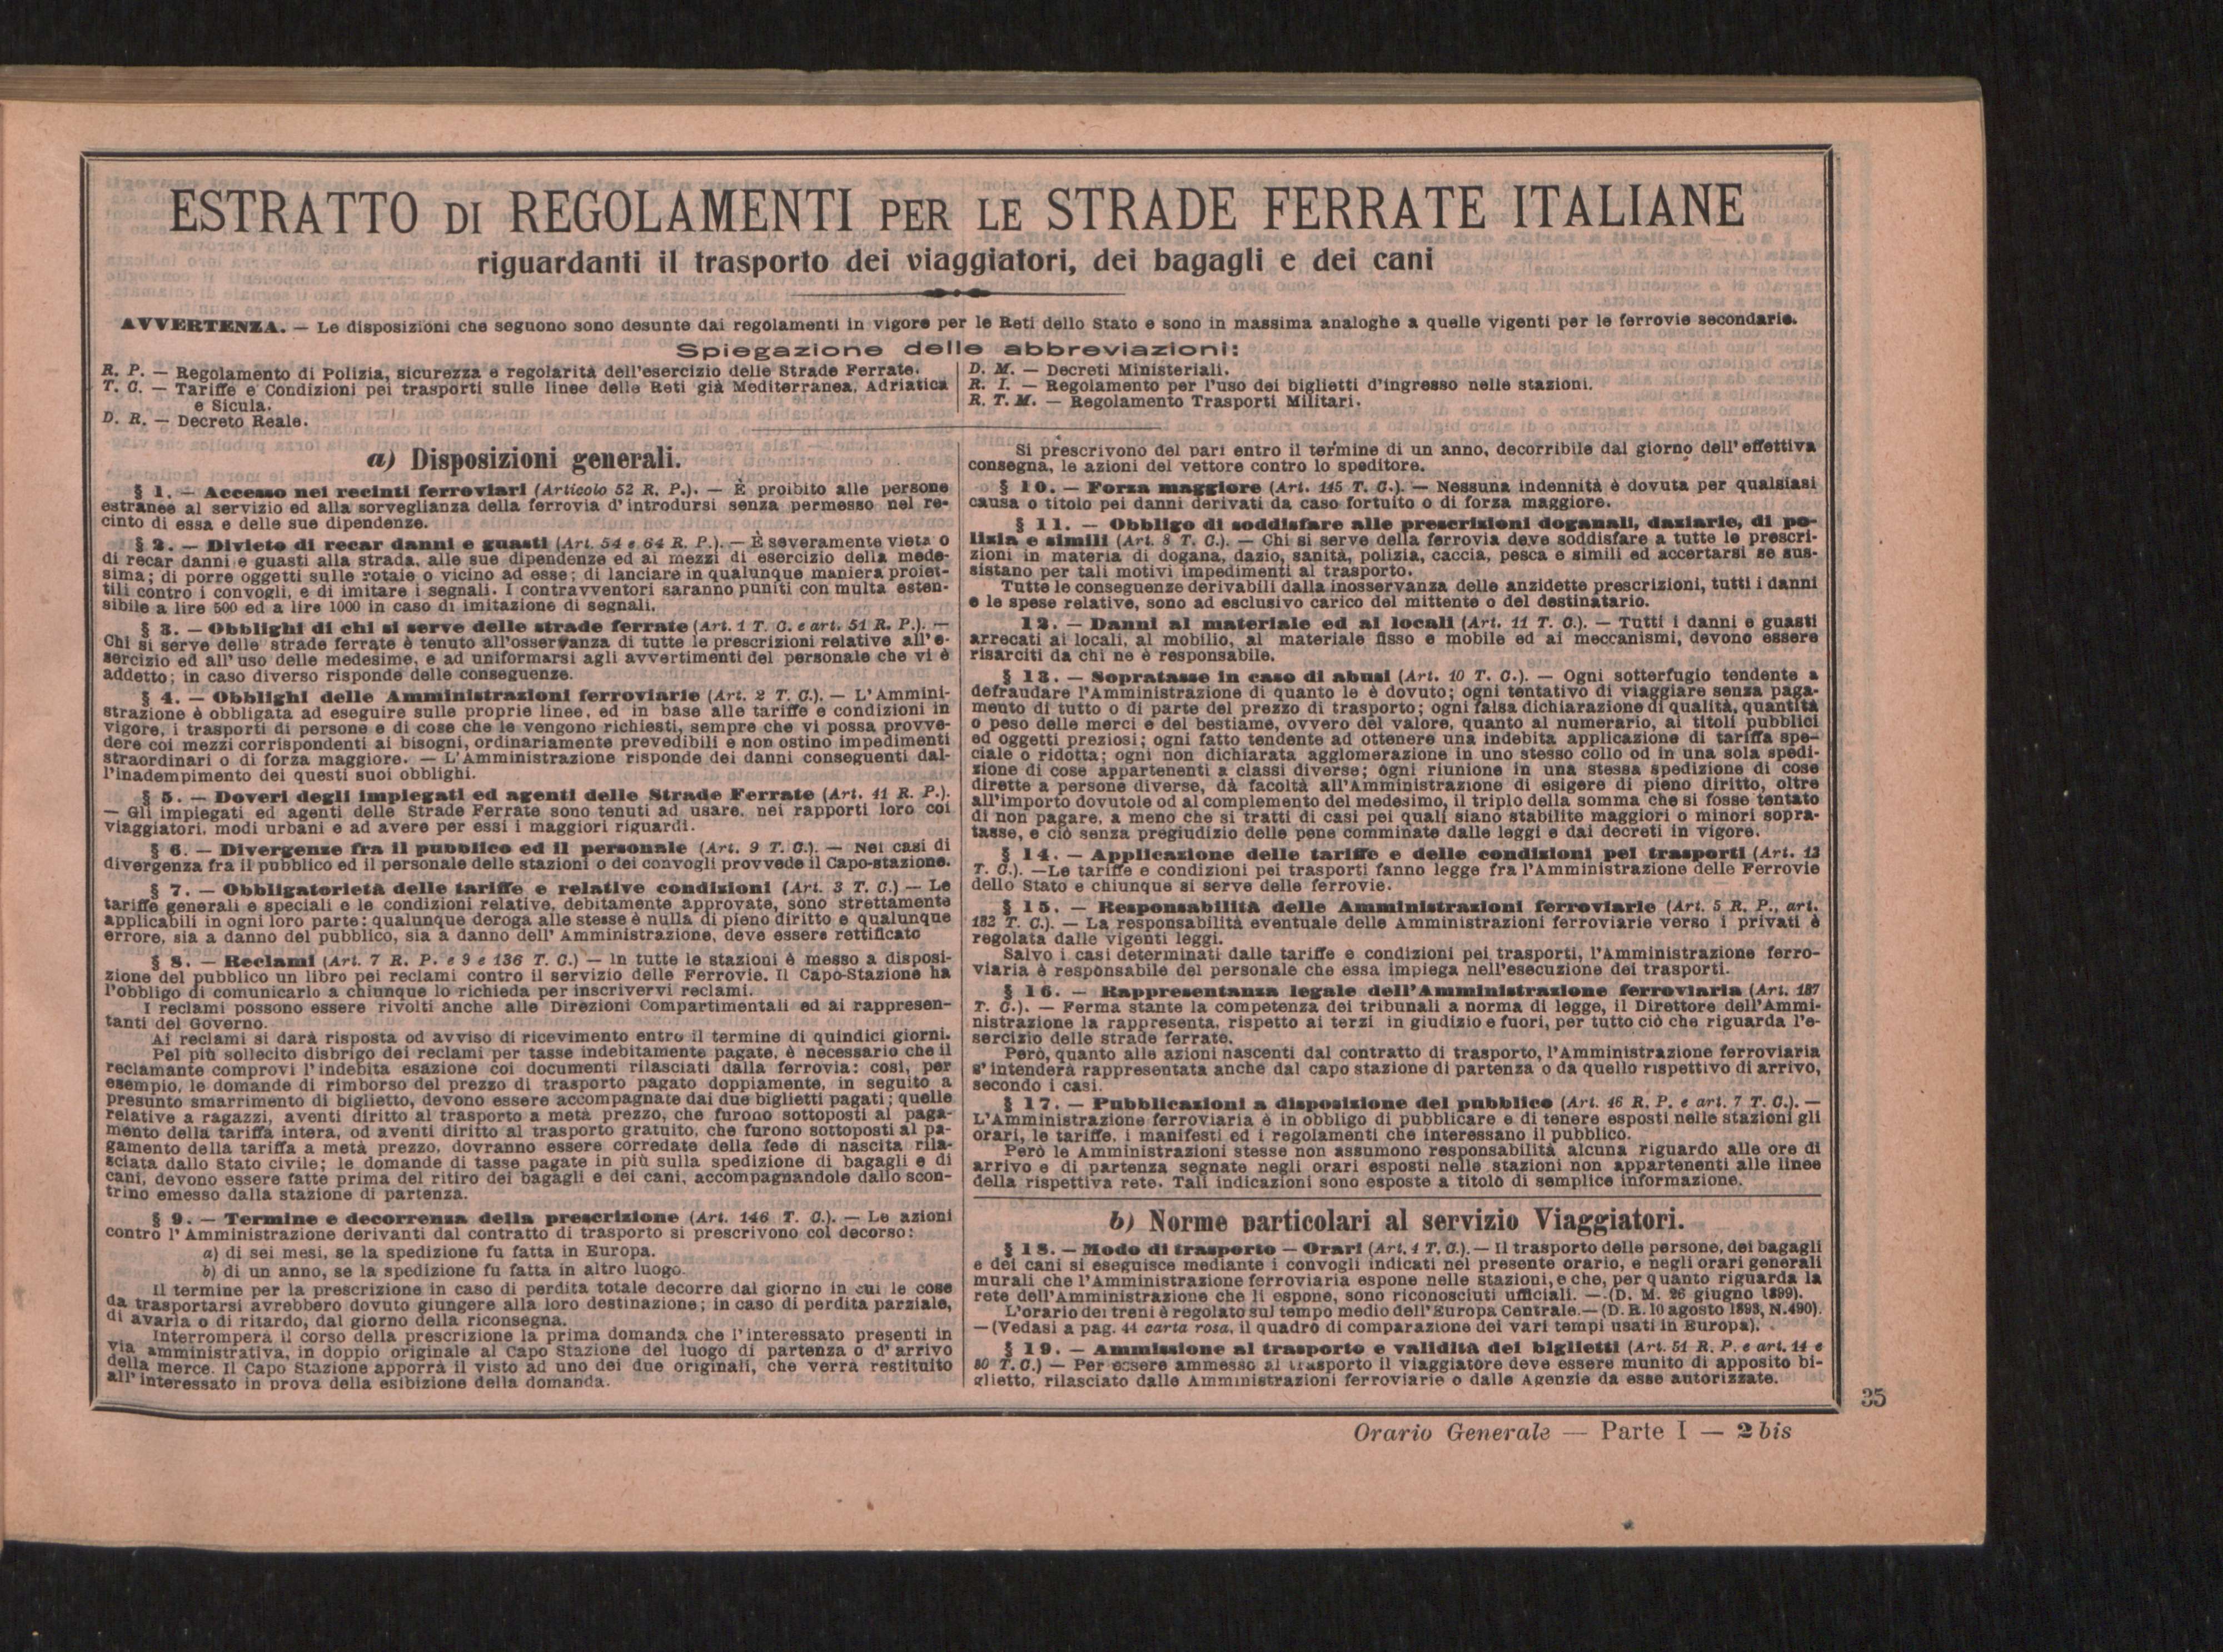 ESTRATTO DI REGOLAMENTI PER LE STRADE FERRATE ITALIANE
riguardanti il trasporto dei viaggiatori, dei bagagli e dei cani
AVVERTENZA. — Le disposizioni che seguono sono desunte dai regolamenti in vigore per le Reti dello Stato e sono in massima analoghe a quelle vigenti per le ferrovie secondarie.
Spiegazione delle abbreviazioni:
R. P. — Regolamento di Polizia, sicurezza e regolarità dell'esercizio delle Strade Ferrate.
T. C. — Tariffe e Condizioni pei trasporti sulle linee delle Reti già Mediterranea, Adriatica
e Sicula.
D. R. — Decreto Reale.
D. M. — Decreti Ministeriali.
R. I. — Regolamento per l'uso dei biglietti d'ingresso nelle stazioni.
R. T. M. — Regolamento Trasporti Militari.
a) Disposizioni generali.
§ 1. — Accesso nei recinti ferroviari (Articolo 52 R. P.). — È proibito alle persone
estranee al servizio ed alla sorveglianza della ferrovia d'introdursi senza permesso nel re-
cinto di essa e delle sue dipendenze.
§ 2. — Divieto di recar danni e guasti (Art. 54 e 64 R. P.). — È severamente vietato
di recar danni e guasti alla strada, alle sue dipendenze ed ai mezzi di esercizio della mede-
sima; di porre oggetti sulle rotaie o vicino ad esse; di lanciare in qualunque maniera proiet-
tili contro i convogli, e di imitare i segnali. I contravventori saranno puniti con multa esten-
sibile a lire 500 ed a lire 1000 in caso di imitazione di segnali.
§ 3. — Obblighi di chi si serve delle strade ferrate (Art. 1 T. C. e art. 51 R. P.). —
Chi si serve delle strade ferrate è tenuto all'osservanza di tutte le prescrizioni relative all'e-
sercizio ed all'uso delle medesime, e ad uniformarsi agli avvertimenti del personale che vi è
addetto; in caso diverso risponde delle conseguenze.
§ 4. — Obblighi delle Amministrazioni ferroviarie (Art. 2 T. C.). — L'Ammini-
strazione è obbligata ad eseguire sulle proprie linee, ed in base alle tariffe e condizioni in
vigore, i trasporti di persone e di cose che le vengono richiesti, sempre che vi possa provve-
dere coi mezzi corrispondenti ai bisogni, ordinariamente prevedibili e non ostino impedimenti
straordinari o di forza maggiore. — L'Amministrazione risponde dei danni conseguenti dal-
l'inadempimento dei questi suoi obblighi.
§ 5. — Doveri degli impiegati ed agenti delle Strade Ferrate (Art. 41 R. P.).
— Gli impiegati ed agenti delle Strade Ferrate sono tenuti ad usare, nei rapporti loro coi
viaggiatori, modi urbani e ad avere per essi i maggiori riguardi.
§ 6. — Divergenze fra il pubblico ed il personale (Art. 9 T. C.). — Nei casi di
divergenza fra il pubblico ed il personale delle stazioni o dei convogli provvede il Capo-stazione.
§ 7. — Obbligatorietà delle tariffe e relative condizioni (Art. 3 T. C.) — Le
tariffe generali e speciali e le condizioni relative, debitamente approvate, sono strettamente
applicabili in ogni loro parte: qualunque deroga alle stesse è nulla di pieno diritto e qualunque
errore, sia a danno del pubblico, sia a danno dell'Amministrazione, deve essere rettificato
§ 8. — Reclami (Art. 7 R. P. e 9 e 136 T. C.) — In tutte le stazioni è messo a disposi-
zione del pubblico un libro pei reclami contro il servizio delle Ferrovie. Il Capo-Stazione ha
l'obbligo di comunicarlo a chiunque lo richieda per inscrivervi reclami.
I reclami possono essere rivolti anche alle Direzioni Compartimentali ed ai rappresen-
tanti del Governo.
Ai reclami si darà risposta od avviso di ricevimento entro il termine di quindici giorni.
Pel più sollecito disbrigo dei reclami per tasse indebitamente pagate, è necessario che il
reclamante comprovi l'indebita esazione coi documenti rilasciati dalla ferrovia: così, per
esempio, le domande di rimborso del prezzo di trasporto pagato doppiamente, in seguito a
presunto smarrimento di biglietto, devono essere accompagnate dai due biglietti pagati; quelle
relative a ragazzi, aventi diritto al trasporto a metà prezzo, che furono sottoposti al paga-
mento della tariffa intera, od aventi diritto al trasporto gratuito, che furono sottoposti al pa-
gamento della tariffa a metà prezzo, dovranno essere corredate della fede di nascita rila-
sciata dallo Stato civile; le domande di tasse pagate in più sulla spedizione di bagagli e di
cani, devono essere fatte prima del ritiro dei bagagli e dei cani, accompagnandole dallo scon-
trino emesso dalla stazione di partenza.
§ 9. — Termine e decorrenza della prescrizione (Art. 146 T. C.). — Le azioni
contro l'Amministrazione derivanti dal contratto di trasporto si prescrivono col decorso:
a) di sei mesi, se la spedizione fu fatta in Europa.
b) di un anno, se la spedizione fu fatta in altro luogo.
Il termine per la prescrizione in caso di perdita totale decorre dal giorno in cui le cose
da trasportarsi avrebbero dovuto giungere alla loro destinazione; in caso di perdita parziale,
di avaria o di ritardo, dal giorno della riconsegna.
Interromperà il corso della prescrizione la prima domanda che l'interessato presenti in
via amministrativa, in doppio originale al Capo Stazione del luogo di partenza o d'arrivo
della merce. Il Capo Stazione apporrà il visto ad uno dei due originali, che verrà restituito
all'interessato in prova della esibizione della domanda.
Si prescrivono del pari entro il termine di un anno, decorribile dal giorno dell'effettiva
consegna, le azioni del vettore contro lo speditore.
§ 10. — Forza maggiore (Art. 145 T. C.). — Nessuna indennità è dovuta per qualsiasi
causa o titolo pei danni derivati da caso fortuito o di forza maggiore.
§ 11. — Obbligo di soddisfare alle prescrizioni doganali, daziarie, di po-
lizia e simili (Art. 8 T. C.). — Chi si serve della ferrovia deve soddisfare a tutte le prescri-
zioni in materia di dogana, dazio, sanità, polizia, caccia, pesca e simili ed accertarsi se sus-
sistano per tali motivi impedimenti al trasporto.
Tutte le conseguenze derivabili dalla inosservanza delle anzidette prescrizioni, tutti i danni
e le spese relative, sono ad esclusivo carico del mittente o del destinatario.
12. — Danni al materiale ed ai locali (Art. 11 T. C.). — Tutti i danni e guasti
arrecati ai locali, al mobilio, al materiale fisso e mobile ed ai meccanismi, devono essere
risarciti da chi ne è responsabile.
§ 13. — Sopratasse in caso di abusi (Art. 10 T. C.). — Ogni sotterfugio tendente a
defraudare l'Amministrazione di quanto le è dovuto; ogni tentativo di viaggiare senza paga-
mento di tutto o di parte del prezzo di trasporto; ogni falsa dichiarazione di qualità, quantità
o peso delle merci e del bestiame, ovvero del valore, quanto al numerario, ai titoli pubblici
ed oggetti preziosi; ogni fatto tendente ad ottenere una indebita applicazione di tariffa spe-
ciale o ridotta; ogni non dichiarata agglomerazione in uno stesso collo od in una sola spedi-
zione di cose appartenenti a classi diverse; ogni riunione in una stessa spedizione di cose
dirette a persone diverse, dà facoltà all'Amministrazione di esigere di pieno diritto, oltre
all'importo dovutole od al complemento del medesimo, il triplo della somma che si fosse tentato
di non pagare, a meno che si tratti di casi pei quali siano stabilite maggiori o minori sopra-
tasse, e ciò senza pregiudizio delle pene comminate dalle leggi e dai decreti in vigore.
§ 14. — Applicazione delle tariffe e delle condizioni pei trasporti (Art. 13
T. C.). —Le tariffe e condizioni pei trasporti fanno legge fra l'Amministrazione delle Ferrovie
dello Stato e chiunque si serve delle ferrovie.
§ 15. — Responsabilità delle Amministrazioni ferroviarie (Art. 5 R. P., art.
132 T. C.). — La responsabilità eventuale delle Amministrazioni ferroviarie verso i privati è
regolata dalle vigenti leggi.
Salvo i casi determinati dalle tariffe e condizioni pei trasporti, l'Amministrazione ferro-
viaria è responsabile del personale che essa impiega nell'esecuzione dei trasporti.
§ 16. — Rappresentanza legale dell'Amministrazione ferroviaria (Art. 137
T. C.). — Ferma stante la competenza dei tribunali a norma di legge, il Direttore dell'Ammi-
nistrazione la rappresenta, rispetto ai terzi in giudizio e fuori, per tutto ciò che riguarda l'e-
sercizio delle strade ferrate.
Però, quanto alle azioni nascenti dal contratto di trasporto, l'Amministrazione ferroviaria
s'intenderà rappresentata anche dal capo stazione di partenza o da quello rispettivo di arrivo,
secondo i casi.
§ 17. — Pubblicazioni a disposizione del pubblico (Art. 46 R. P. e art. 7 T. C.). —
L'Amministrazione ferroviaria è in obbligo di pubblicare e di tenere esposti nelle stazioni gli
orari, le tariffe, i manifesti ed i regolamenti che interessano il pubblico.
Però le Amministrazioni stesse non assumono responsabilità alcuna riguardo alle ore di
arrivo e di partenza segnate negli orari esposti nelle stazioni non appartenenti alle linee
della rispettiva rete. Tali indicazioni sono esposte a titolo di semplice informazione.
b) Norme particolari al servizio Viaggiatori.
§ 18. — Modo di trasporto — Orari (Art. 4 T. C.). — Il trasporto delle persone, dei bagagli
e dei cani si eseguisce mediante i convogli indicati nel presente orario, e negli orari generali
murali che l'Amministrazione ferroviaria espone nelle stazioni, e che, per quanto riguarda la
rete dell'Amministrazione che li espone, sono riconosciuti ufficiali. — (D. M. 26 giugno 1899).
L'orario dei treni è regolato sul tempo medio dell'Europa Centrale.— (D. R. 10 agosto 1893, N. 490).
— (Vedasi a pag. 44 carta rosa, il quadro di comparazione dei vari tempi usati in Europa).
§ 19. — Ammissione al trasporto e validità dei biglietti (Art. 51 R. P. e art. 14 e
80 T. C.) — Per essere ammesso al trasporto il viaggiatore deve essere munito di apposito bi-
glietto, rilasciato dalle Amministrazioni ferroviarie o dalle Agenzie da esse autorizzate.
35
Orario Generale — Parte I — 2 bis